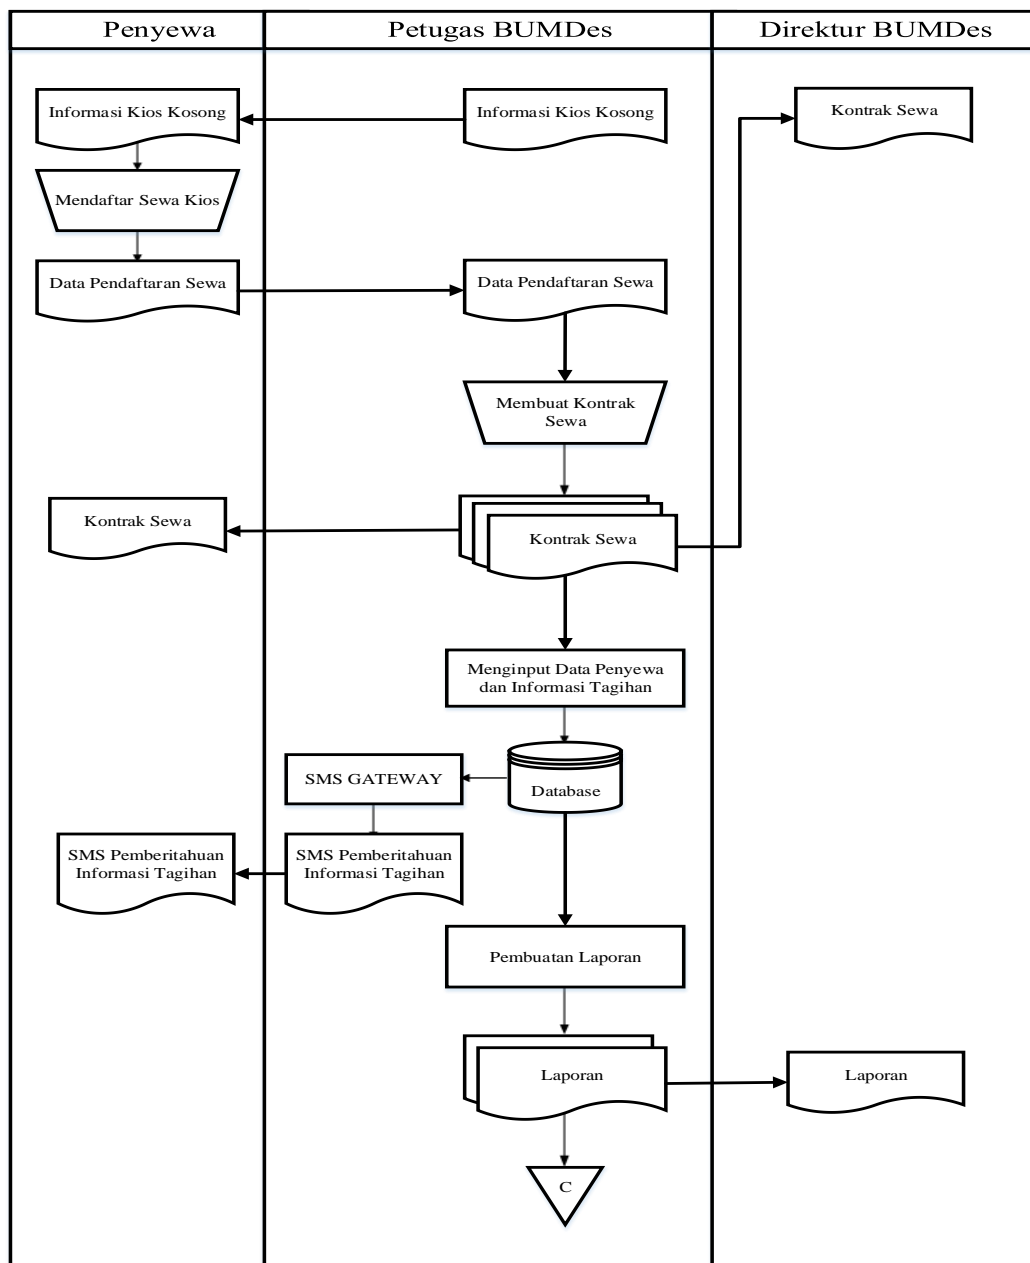 Penyewa
Petugas BUMDes
Direktur BUMDes
Informasi Kios Kosong
Informasi Kios Kosong
Kontrak Sewa
Mendaftar Sewa Kios
Data Pendaftaran Sewa
Data Pendaftaran Sewa
Membuat Kontrak
Sewa
Kontrak Sewa
Kontrak Sewa
Menginput Data Penyewa
dan Informasi Tagihan
SMS GATEWAY
Database
SMS Pemberitahuan
Informasi Tagihan
SMS Pemberitahuan
Informasi Tagihan
Pembuatan Laporan
Laporan
Laporan
C